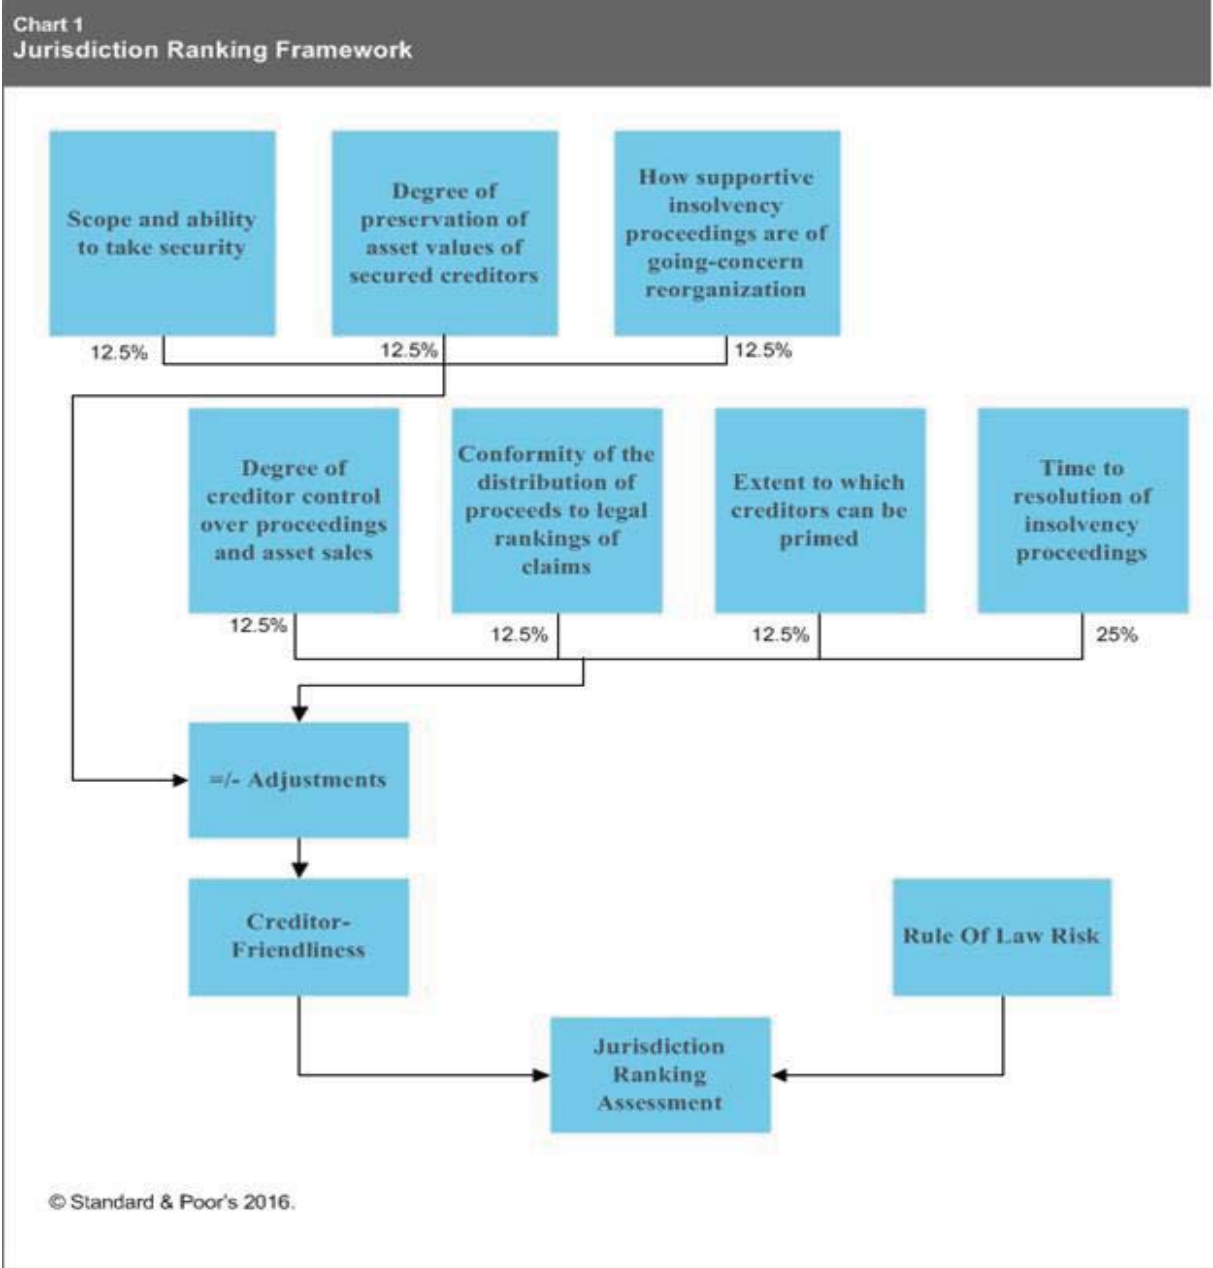 Chart 1
Jurisdiction Ranking Framework
Scope and ability
to take security
Degree of
preservation of
asset values of
secured creditors
How supportive
insolvency
proceedings are of
going-concern
reorganization
12.5%
12.5%
12.5%
Degree of
creditor control
over proceedings
and asset sales
Conformity of the
distribution of
proceeds to legal
rankings of
claims
Extent to which
creditors can be
primed
Time to
resolution of
insolvency
proceedings
12.5%
12.5%
12.5%
25%
=/- Adjustments
Creditor-
Friendliness
Rule Of Law Risk
Jurisdiction
Ranking
Assessment
© Standard & Poor's 2016.